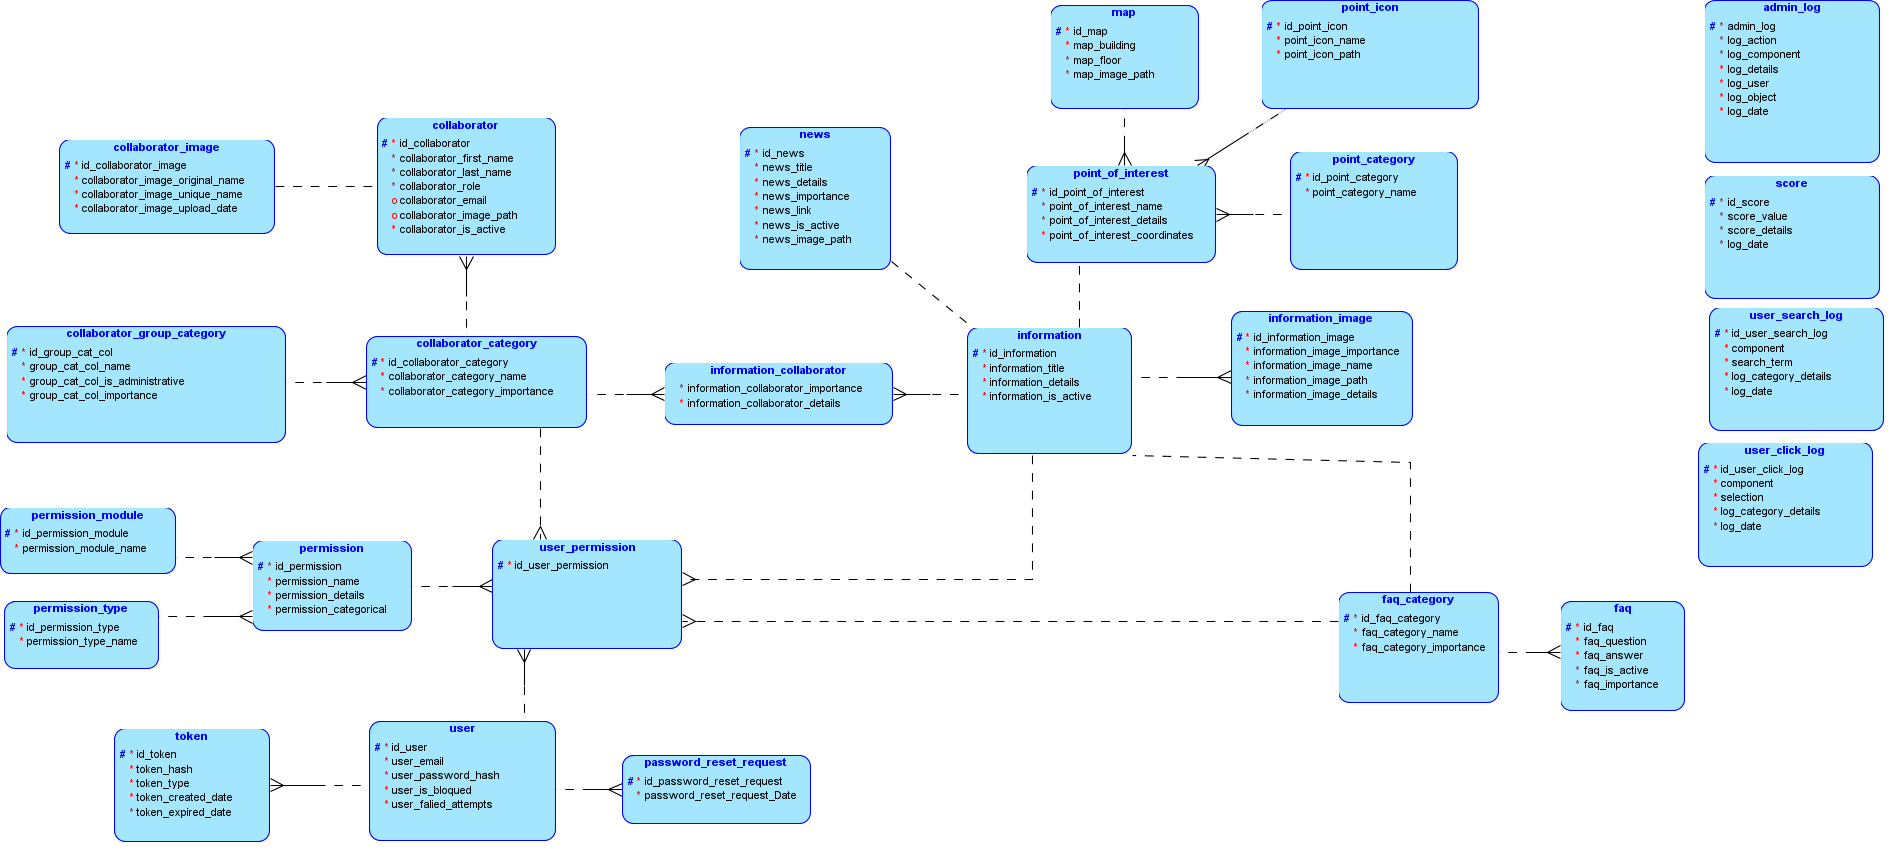 map
# * id_map
* map_building
* map_floor
* map_image_path
point_icon
# * id_point_icon
* point_icon_name
* point_icon_path
admin_log
# * admin_log
* log_action
* log_component
* log_details
* log_user
* log_object
* log_date
collaborator_image
# * id_collaborator_image
* collaborator_image_original_name
* collaborator_image_unique_name
* collaborator_image_upload_date
collaborator
# * id_collaborator
* collaborator_first_name
* collaborator_last_name
* collaborator_role
o collaborator_email
o collaborator_image_path
* collaborator_is_active
news
# * id_news
* news_title
* news_details
* news_importance
* news_link
* news_is_active
* news_image_path
point_of_interest
# * id_point_of_interest
* point_of_interest_name
* point_of_interest_details
* point_of_interest_coordinates
point_category
# * id_point_category
* point_category_name
score
# * id_score
* score_value
* score_details
* log_date
collaborator_group_category
# * id_group_cat_col
* group_cat_col_name
* group_cat_col_is_administrative
* group_cat_col_importance
collaborator_category
# * id_collaborator_category
* collaborator_category_name
* collaborator_category_importance
information_collaborator
* information_collaborator_importance
* information_collaborator_details
information
# * id_information
* information_title
* information_details
* information_is_active
information_image
# * id_information_image
* information_image_importance
* information_image_name
* information_image_path
* information_image_details
user_search_log
# * id_user_search_log
* component
* search_term
* log_category_details
* log_date
user_click_log
# * id_user_click_log
* component
* selection
* log_category_details
* log_date
permission_module
# * id_permission_module
* permission_module_name
permission_type
# * id_permission_type
* permission_type_name
permission
# * id_permission
* permission_name
* permission_details
* permission_categorical
user_permission
# * id_user_permission
faq_category
# * id_faq_category
* faq_category_name
* faq_category_importance
faq
# * id_faq
* faq_question
* faq_answer
* faq_is_active
* faq_importance
token
# * id_token
* token_hash
* token_type
* token_created_date
* token_expired_date
user
# * id_user
* user_email
* user_password_hash
* user_is_bloqued
* user_falied_attempts
password_reset_request
# * id_password_reset_request
* password_reset_request_Date